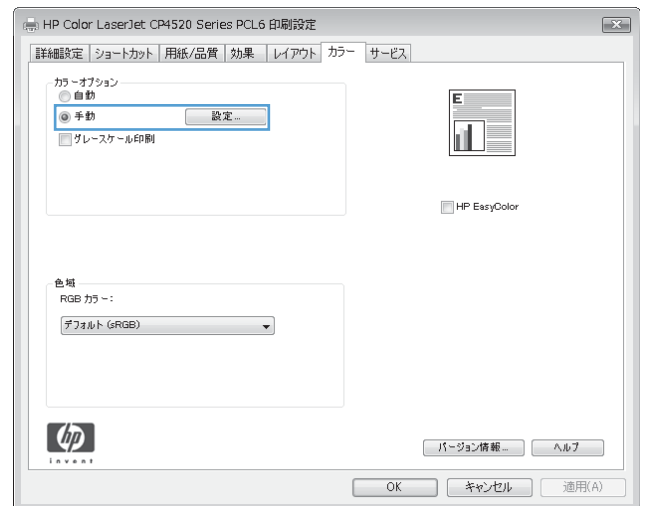 HP Color LaserJet CP4520 Series PCL6 印刷設定
詳細設定 ショートカット 用紙/品質 効果 レイアウト カラー サービス
カラーオプション
自動
手動 設定...
グレースケール印刷
E
HP EasyColor
色域
RGB カラー:
デフォルト (sRGB)
hp
invent
バージョン情報... ヘルプ
OK キャンセル 適用(A)